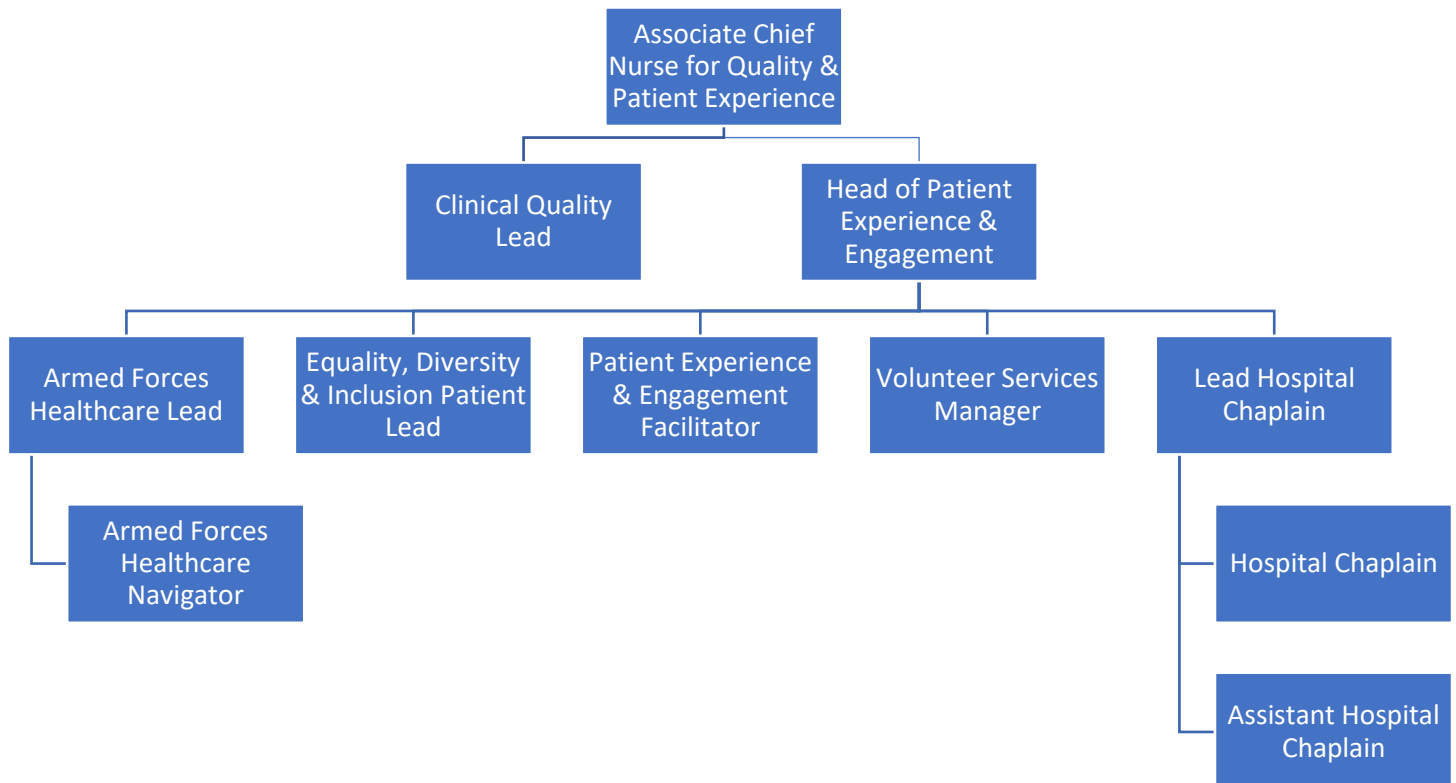 Associate Chief
Nurse for Quality &
Patient Experience
Clinical Quality
Lead
Head of Patient
Experience &
Engagement
Armed Forces
Healthcare Lead
Equality, Diversity
& Inclusion Patient
Lead
Patient Experience
& Engagement
Facilitator
Volunteer Services
Manager
Lead Hospital
Chaplain
Armed Forces
Healthcare
Navigator
Hospital Chaplain
Assistant Hospital
Chaplain